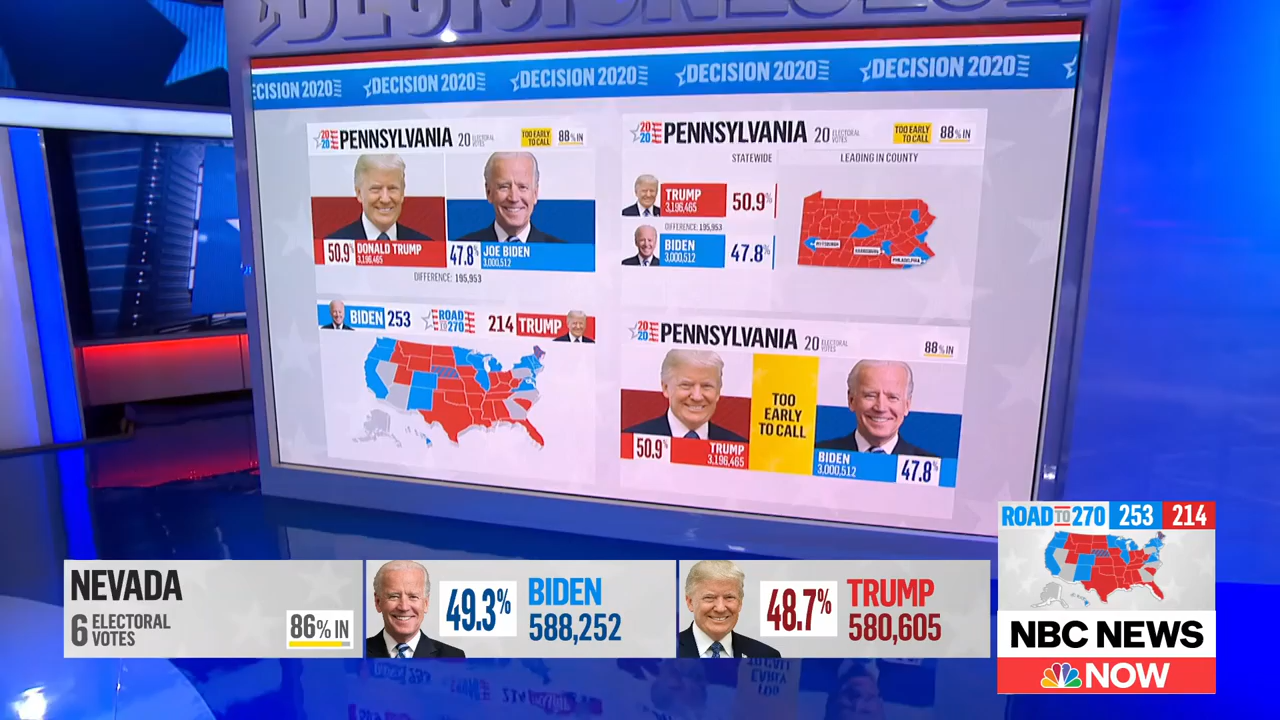 DECISION 2020
ECISION 2020
DECISION 2020
DECISION 2020
DECISION 2020
DECISION 2020
2020 PENNSYLVANIA 20 ELECTORAL VOTES TOO EARLY TO CALL 88% IN
50.9% DONALD TRUMP 3,196,465
47.8% JOE BIDEN 3,000,512
DIFFERENCE: 195,953
2020 PENNSYLVANIA 20 ELECTORAL VOTES TOO EARLY TO CALL 88% IN
STATEWIDE
LEADING IN COUNTY
TRUMP 3,196,465 50.9%
DIFFERENCE: 195,953
BIDEN 3,000,512 47.8%
PITTSBURGH
HARRISBURG
PHILADELPHIA
BIDEN 253 ROAD TO 270 214 TRUMP
2020 PENNSYLVANIA 20 ELECTORAL VOTES 88% IN
TOO EARLY TO CALL
50.9% TRUMP 3,196,465
BIDEN 3,000,512 47.8%
ROAD TO 270 253 214
NEVADA
6 ELECTORAL VOTES
86% IN
49.3% BIDEN 588,252
48.7% TRUMP 580,605
NBC NEWS
NOW